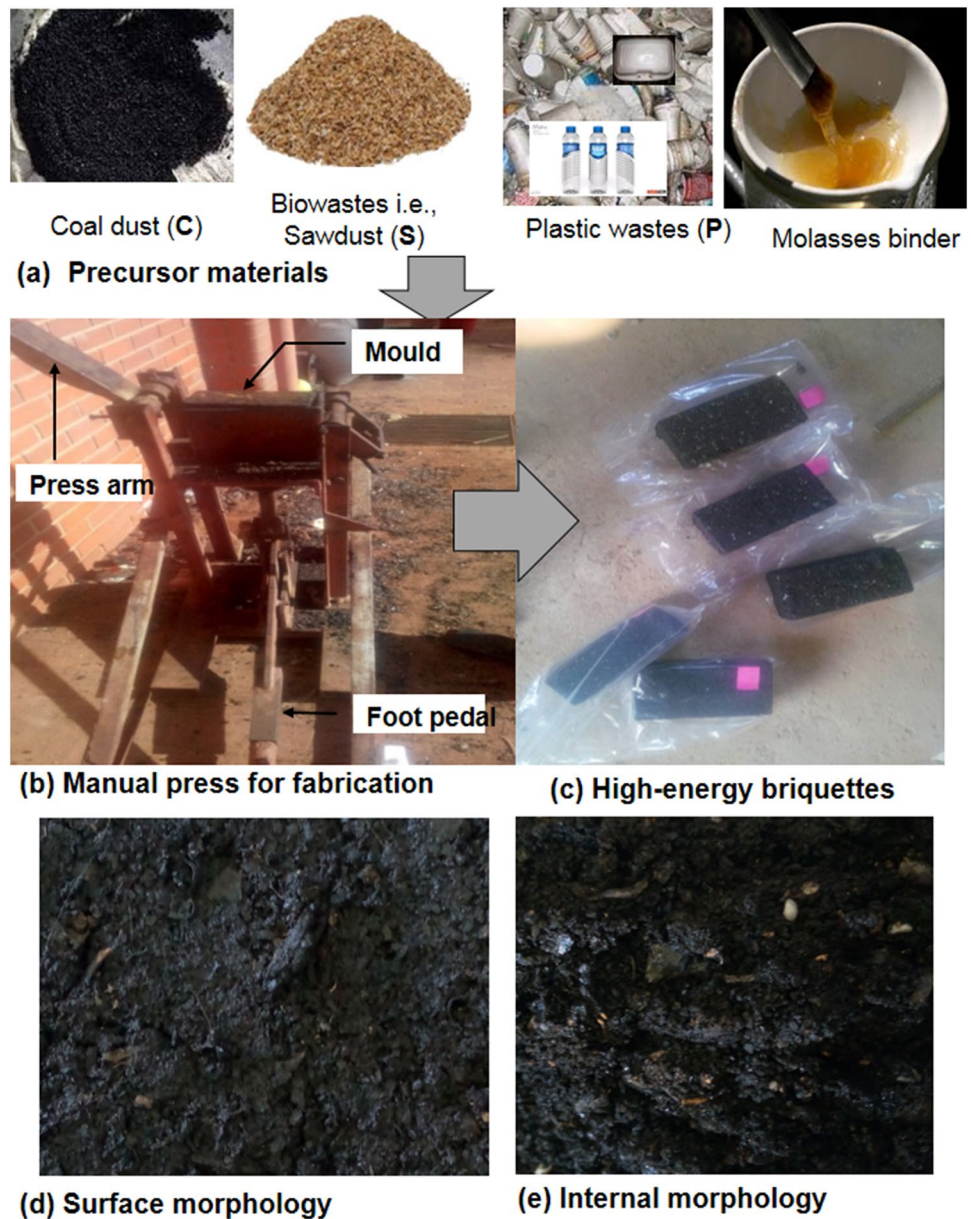 Coal dust (C)
Biowastes i.e.,
Sawdust (S)
Plastic wastes (P)
Molasses binder
(a) Precursor materials
Mould
Press arm
Foot pedal
(b) Manual press for fabrication
(c) High-energy briquettes
(d) Surface morphology
(e) Internal morphology